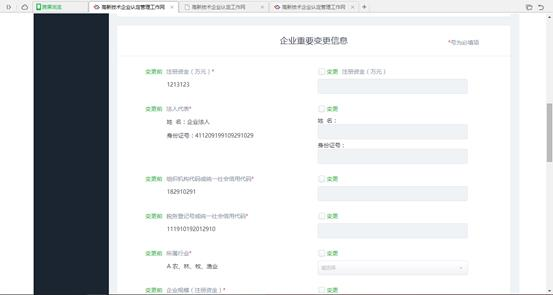 高新技术企业认定管理工作网
高新技术企业认定工作网
高新技术企业认定管理工作网
企业重要变更信息
*号为必填项
变更前 注册资金（万元）*
变更 注册资金（万元）
1213123
变更前 法人代表*
变更
姓 名：企业法人
姓 名：
身份证号：411209199109291029
身份证号：
变更前 组织机构代码或统一社会信用代码*
变更
182910291
变更前 税务登记号或统一社会信用代码*
变更
111910192012910
变更前 所属行业*
变更
A 农、林、牧、渔业
变更前 企业规模（注册资金）*
变更